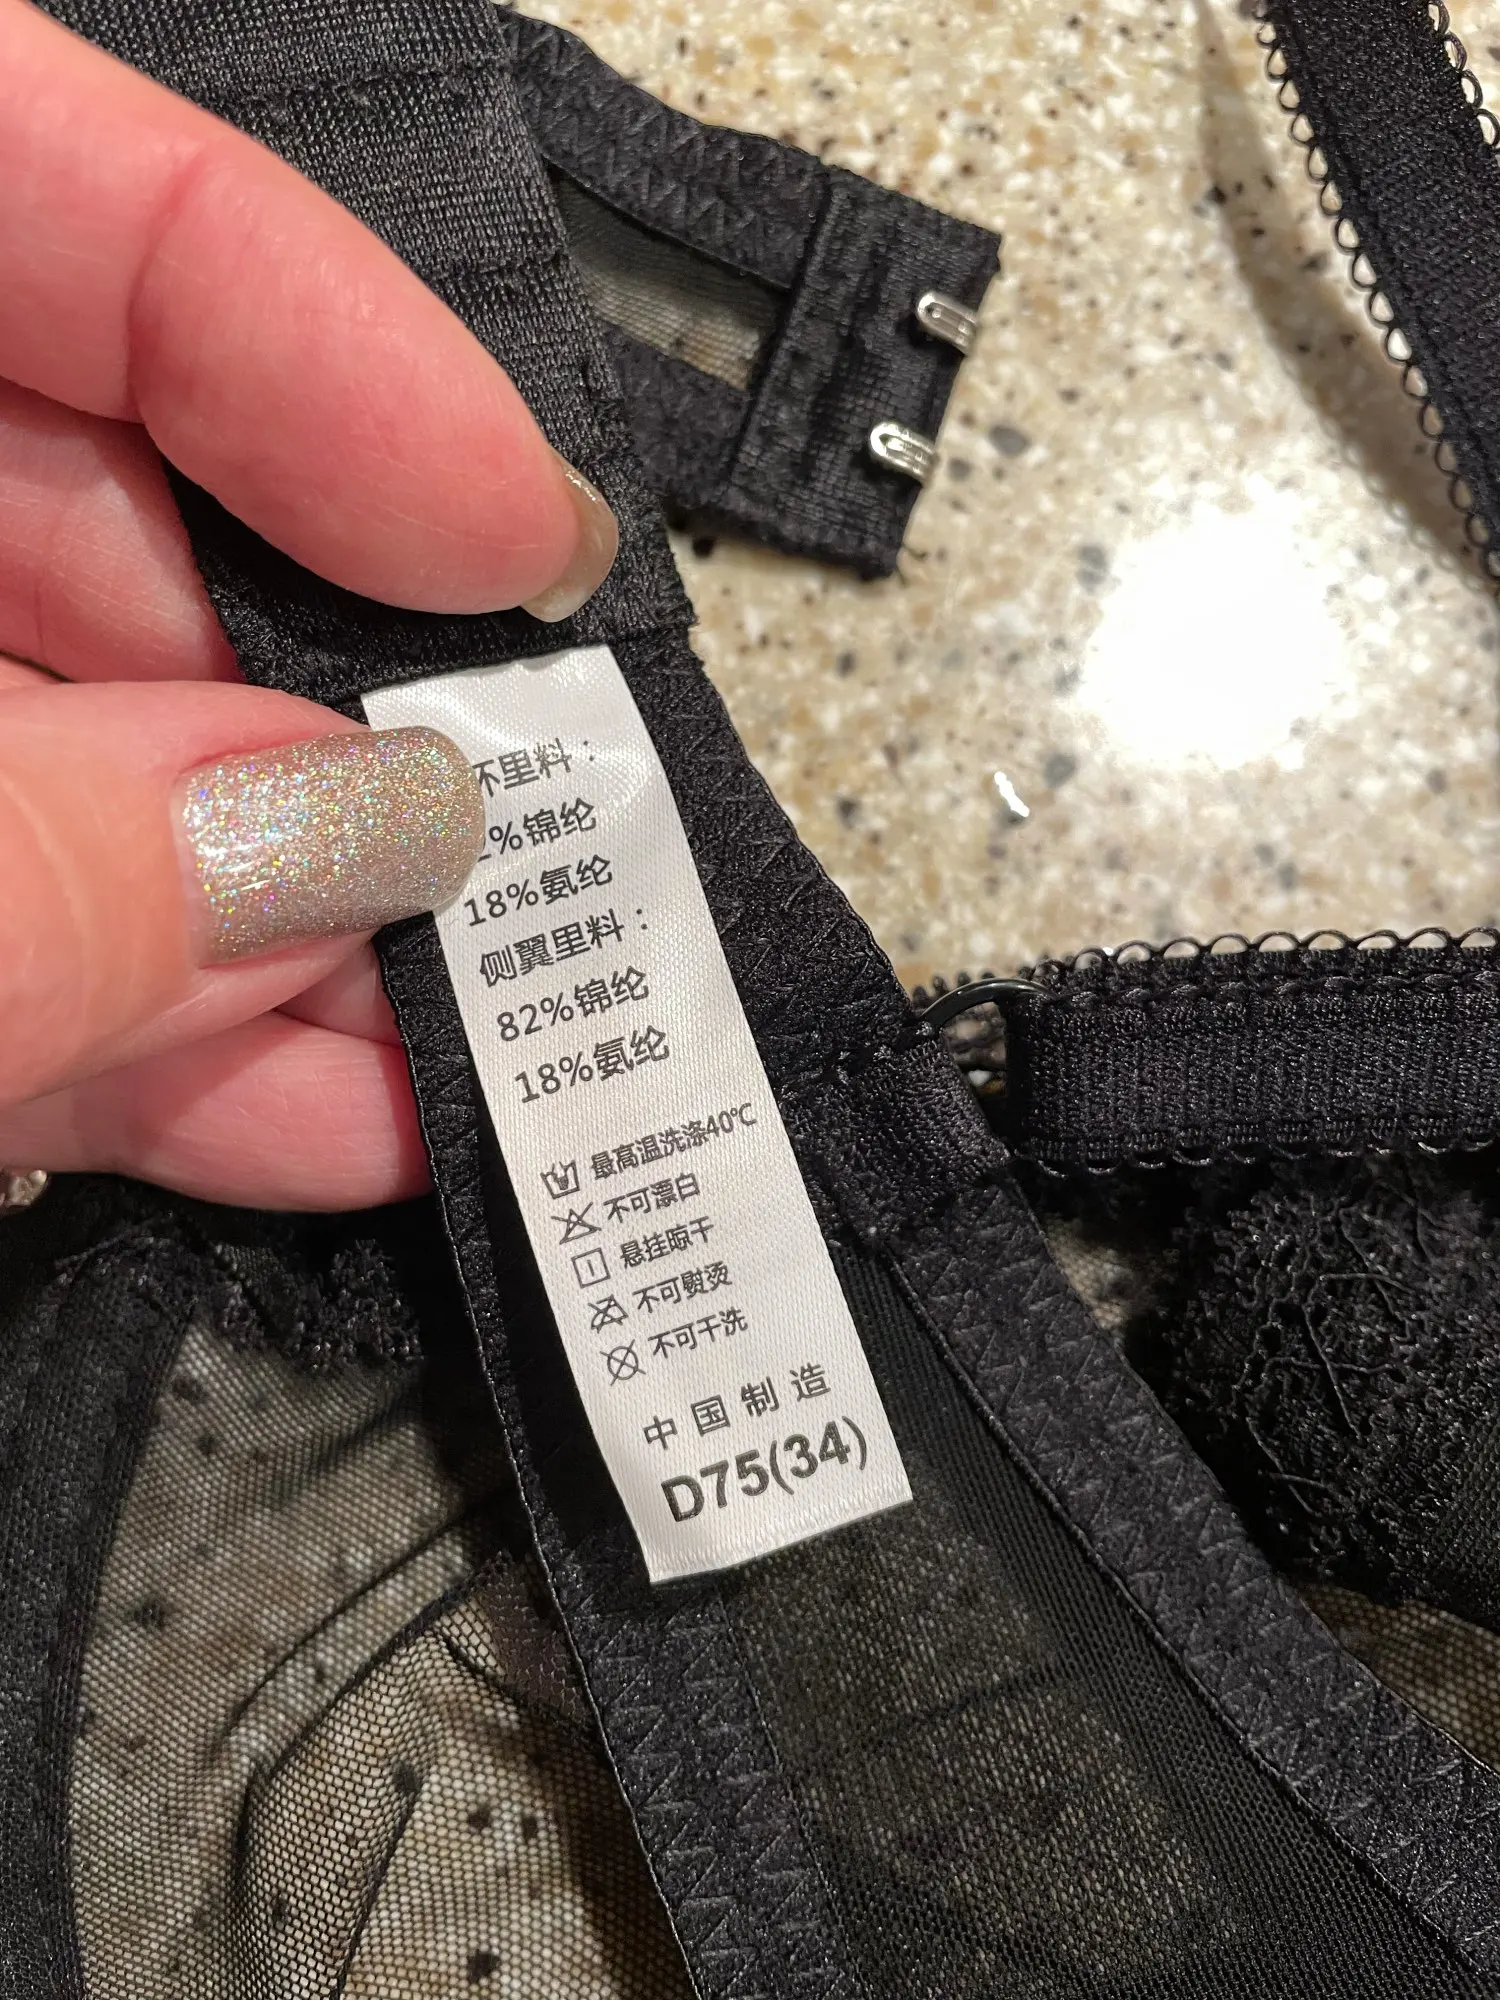 里料：
%锦纶
18%氨纶
侧翼里料：
82%锦纶
18%氨纶
最高温洗涤40℃
不可漂白
悬挂晾干
不可熨烫
不可干洗
中国制造
D75(34)